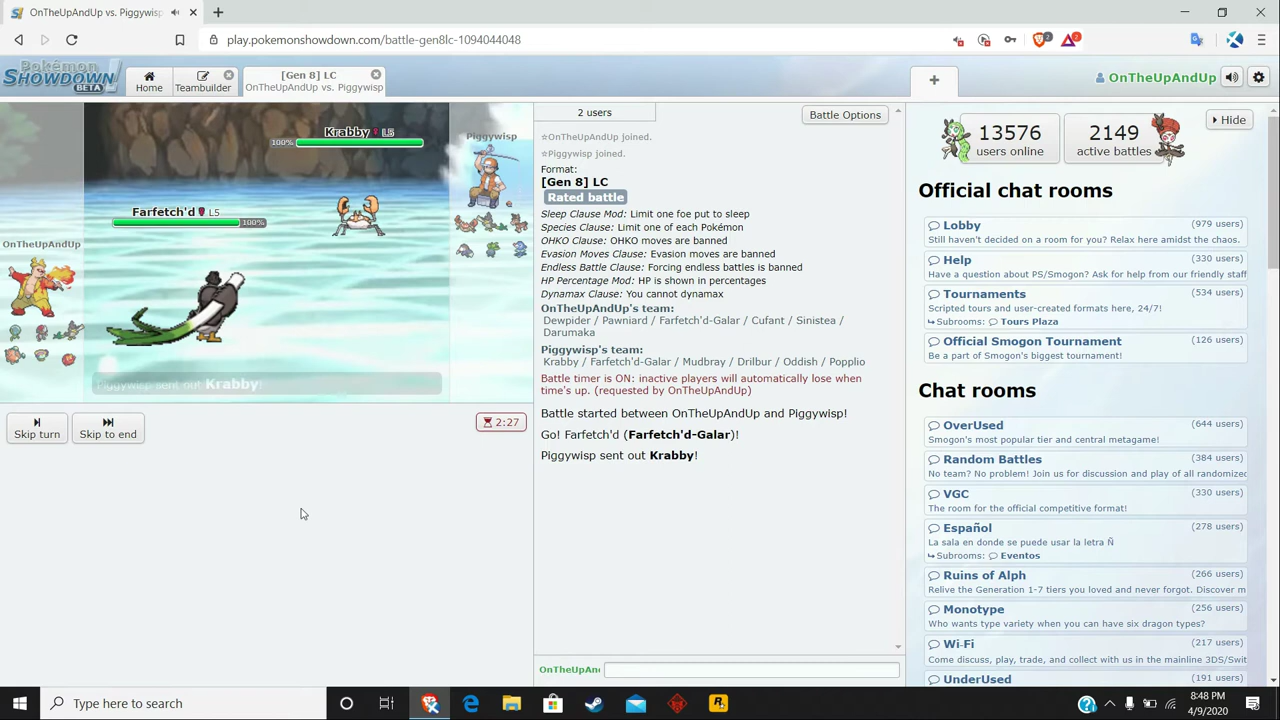 OnTheUpAndUp vs. Piggywisp
play.pokemonshowdown.com/battle-gen8lc-1094044048
2
2
Pokémon
SHOWDOWN!
BETA
Home
Teambuilder
[Gen 8] LC
OnTheUpAndUp vs. Piggywisp
+
OnTheUpAndUp
Krabby L5
100%
Farfetch'd L5
100%
Piggywisp
OnTheUpAndUp
Piggywisp sent out Krabby!
Skip turn
Skip to end
2:27
2 users
Battle Options
☆OnTheUpAndUp joined.
☆Piggywisp joined.
Format:
[Gen 8] LC
Rated battle
Sleep Clause Mod: Limit one foe put to sleep
Species Clause: Limit one of each Pokémon
OHKO Clause: OHKO moves are banned
Evasion Moves Clause: Evasion moves are banned
Endless Battle Clause: Forcing endless battles is banned
HP Percentage Mod: HP is shown in percentages
Dynamax Clause: You cannot dynamax
OnTheUpAndUp's team:
Dewpider / Pawniard / Farfetch'd-Galar / Cufant / Sinistea /
Darumaka
Piggywisp's team:
Krabby / Farfetch'd-Galar / Mudbray / Drilbur / Oddish / Popplio
Battle timer is ON: inactive players will automatically lose when
time's up. (requested by OnTheUpAndUp)
Battle started between OnTheUpAndUp and Piggywisp!
Go! Farfetch'd (Farfetch'd-Galar)!
Piggywisp sent out Krabby!
OnTheUpAn
13576
users online
2149
active battles
Hide
Official chat rooms
Lobby (979 users)
Still haven't decided on a room for you? Relax here amidst the chaos.
Help (330 users)
Have a question about PS/Smogon? Ask for help from our friendly staff
Tournaments (534 users)
Scripted tours and user-created formats here, 24/7!
Subrooms: Tours Plaza
Official Smogon Tournament (126 users)
Be a part of Smogon's biggest tournament!
Chat rooms
OverUsed (644 users)
Smogon's most popular tier and central metagame!
Random Battles (384 users)
No team? No problem! Join us for discussion and play of all randomized
VGC (330 users)
The room for the official competitive format!
Español (278 users)
La sala en donde se puede usar la letra Ñ
Subrooms: Eventos
Ruins of Alph (266 users)
Relive the Generation 1-7 tiers you loved and never forgot. Discover m
Monotype (256 users)
Who wants type variety when you can have six dragon types?
Wi-Fi (217 users)
Come discuss, play, trade, and collect with us in the mainline 3DS/Swit
UnderUsed (191 users)
Type here to search
8:48 PM
4/9/2020